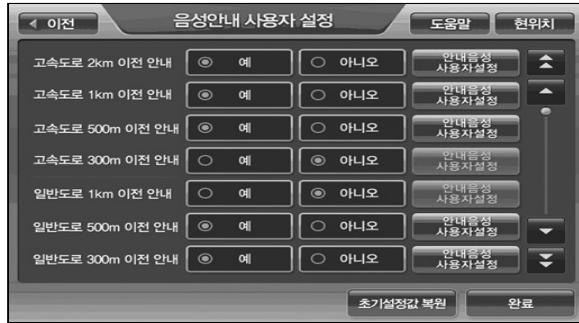 이전 음성안내 사용자 설정 도움말 현위치
고속도로 2km 이전 안내 예 아니오 안내음성 사용자설정
고속도로 1km 이전 안내 예 아니오 안내음성 사용자설정
고속도로 500m 이전 안내 예 아니오 안내음성 사용자설정
고속도로 300m 이전 안내 예 아니오 안내음성 사용자설정
일반도로 1km 이전 안내 예 아니오 안내음성 사용자설정
일반도로 500m 이전 안내 예 아니오 안내음성 사용자설정
일반도로 300m 이전 안내 예 아니오 안내음성 사용자설정
초기설정값 복원 완료